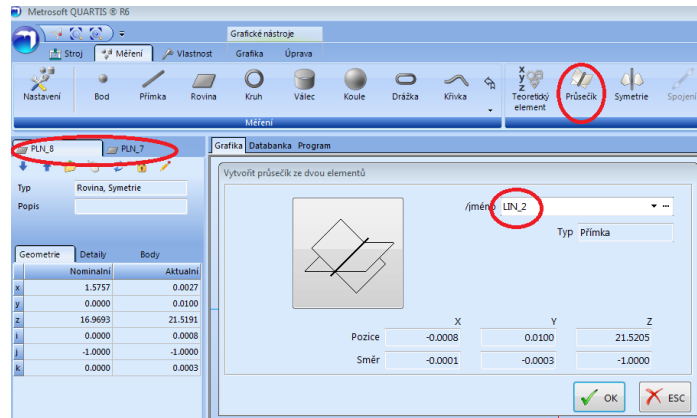 Metrosoft QUARTIS ® R6
Grafické nástroje
Stroj Měření Vlastnost Grafika Úprava
Nastavení Bod Přímka Rovina Kruh Válec Koule Drážka Křivka Teoretický element Průsečík Symetrie Spojení
Měření
PLN_8 PLN_7
Grafika Databanka Program
Typ Rovina, Symetrie
Popis
Geometrie Detaily Body
Nominalní Aktualní
x 1.5757 0.0027
y 0.0000 0.0100
z 16.9693 21.5191
i 0.0000 0.0008
j -1.0000 -1.0000
k 0.0000 0.0003
Vytvořit průsečík ze dvou elementů
/jméno LIN_2
Typ Přímka
X Y Z
Pozice -0.0008 0.0100 21.5205
Směr -0.0001 -0.0003 -1.0000
OK ESC